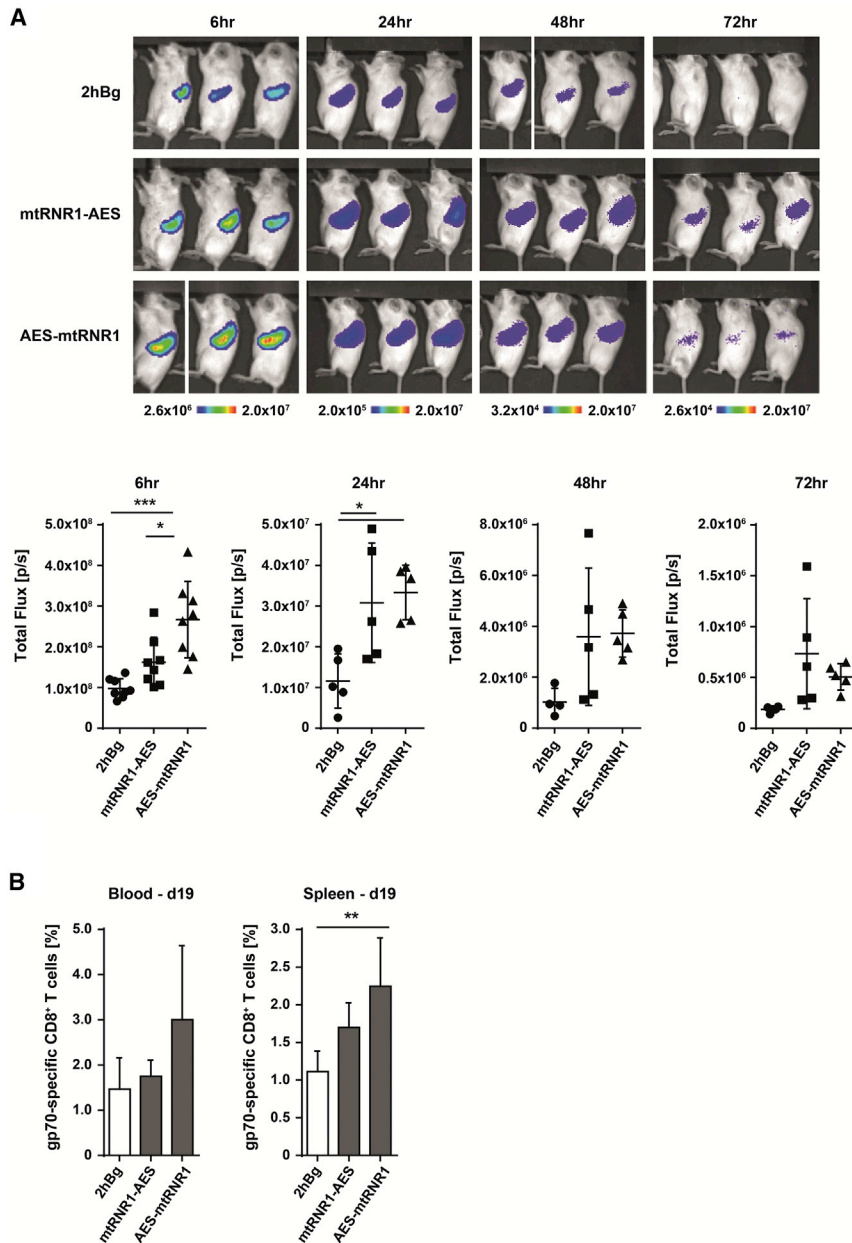 A
6hr 24hr 48hr 72hr
2hBg
mtRNR1-AES
AES-mtRNR1
2.6x10⁶ 2.0x10⁷ 2.0x10⁵ 2.0x10⁷ 3.2x10⁴ 2.0x10⁷ 2.6x10⁴ 2.0x10⁷
6hr
Total Flux [p/s]
5.0x10⁸
4.0x10⁸
3.0x10⁸
2.0x10⁸
1.0x10⁸
0
***
*
2hBg
mtRNR1-AES
AES-mtRNR1
24hr
Total Flux [p/s]
5.0x10⁷
4.0x10⁷
3.0x10⁷
2.0x10⁷
1.0x10⁷
0
*
2hBg
mtRNR1-AES
AES-mtRNR1
48hr
Total Flux [p/s]
8.0x10⁶
6.0x10⁶
4.0x10⁶
2.0x10⁶
0
2hBg
mtRNR1-AES
AES-mtRNR1
72hr
Total Flux [p/s]
2.0x10⁶
1.5x10⁶
1.0x10⁶
0.5x10⁶
0
2hBg
mtRNR1-AES
AES-mtRNR1
B
Blood - d19
gp70-specific CD8⁺ T cells [%]
5.0
4.0
3.0
2.0
1.0
0
2hBg
mtRNR1-AES
AES-mtRNR1
Spleen - d19
gp70-specific CD8⁺ T cells [%]
3.0
2.5
2.0
1.5
1.0
0.5
0
**
2hBg
mtRNR1-AES
AES-mtRNR1